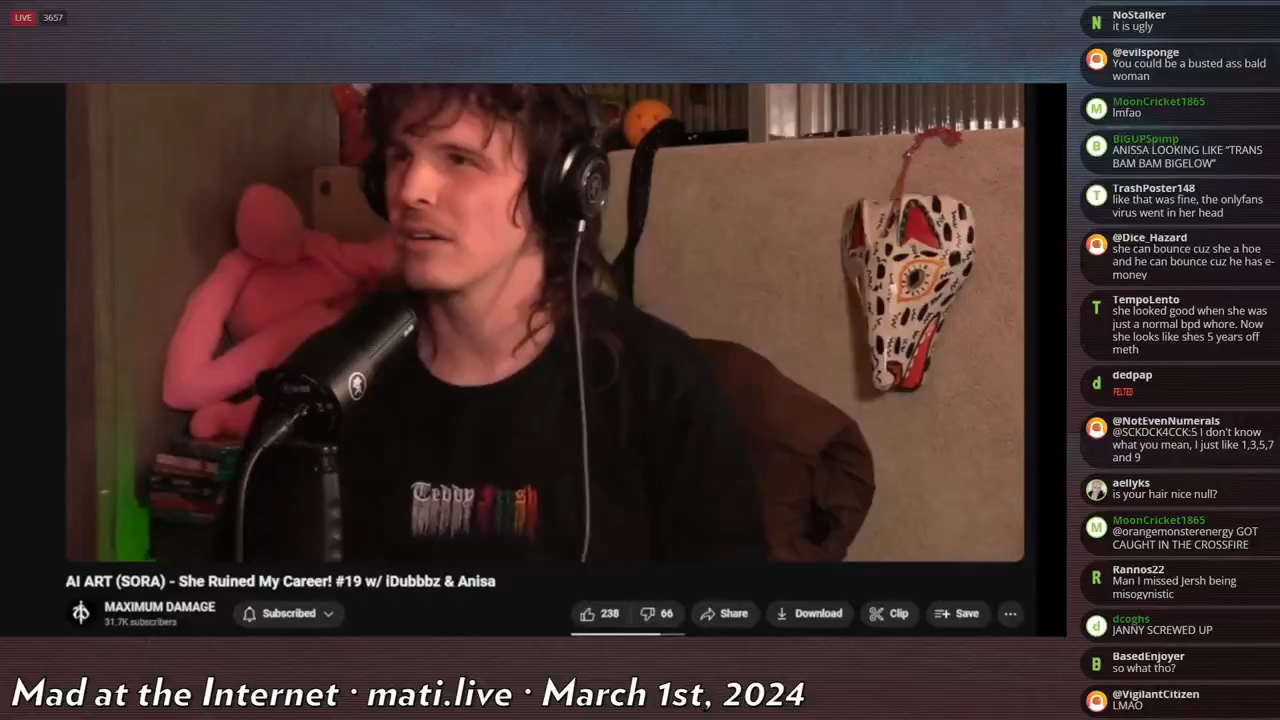 LIVE 3657
AI ART (SORA) - She Ruined My Career! #19 w/ iDubbbz & Anisa
MAXIMUM DAMAGE
31.7K subscribers
Subscribed
238
66
Share
Download
Clip
Save
Mad at the Internet · mati.live · March 1st, 2024
N
NoStalker
it is ugly
@evilsponge
You could be a busted ass bald
woman
M
MoonCricket1865
lmfao
B
BIGUPSpimp
ANISSA LOOKING LIKE "TRANS
BAM BAM BIGELOW"
T
TrashPoster148
like that was fine, the onlyfans
virus went in her head
@Dice_Hazard
she can bounce cuz she a hoe
and he can bounce cuz he has e-
money
T
TempoLento
she looked good when she was
just a normal bpd whore. Now
she looks like shes 5 years off
meth
d
dedpap
FELTED
@NotEvenNumerals
@SCKDCK4CCK:5 I don't know
what you mean, I just like 1,3,5,7
and 9
aellyks
is your hair nice null?
M
MoonCricket1865
@orangemonsterenergy GOT
CAUGHT IN THE CROSSFIRE
R
Rannos22
Man I missed Jersh being
misogynistic
d
dcoghs
JANNY SCREWED UP
B
BasedEnjoyer
so what tho?
@VigilantCitizen
LMAO